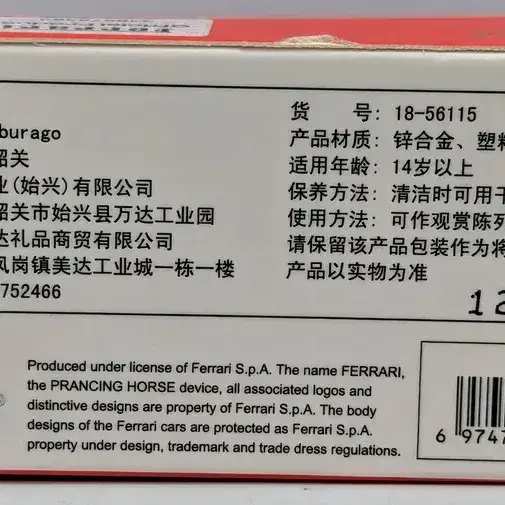 burago
韶关
业(始兴)有限公司
韶关市始兴县万达工业园
达礼品商贸有限公司
凤岗镇美达工业城一栋一楼
752466
货 号: 18-56115
产品材质: 锌合金、塑料
适用年龄: 14岁以上
保养方法: 清洁时可用干
使用方法: 可作观赏陈列
请保留该产品包装作为将
产品以实物为准
12
Produced under license of Ferrari S.p.A. The name FERRARI,
the PRANCING HORSE device, all associated logos and
distinctive designs are property of Ferrari S.p.A. The body
designs of the Ferrari cars are protected as Ferrari S.p.A.
property under design, trademark and trade dress regulations.
6 9747